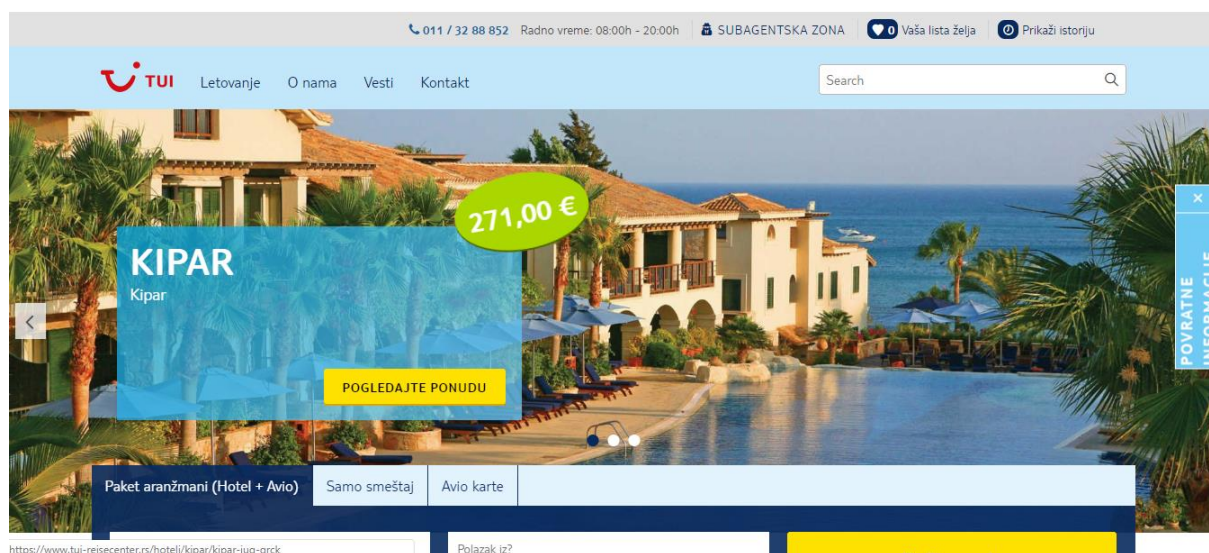 011 / 32 88 852 Radno vreme: 08:00h - 20:00h SUBAGENTSKA ZONA 0 Vaša lista želja Prikaži istoriju
TUI Letovanje O nama Vesti Kontakt Search
271,00 €
KIPAR
Kipar
POGLEDAJTE PONUDU
×
POVRATNE
INFORMACIJE
Paket aranžmani (Hotel + Avio) Samo smeštaj Avio karte
https://www.tui-reisecenter.rs/hoteli/kipar/kipar-jug-grck Polazak iz?